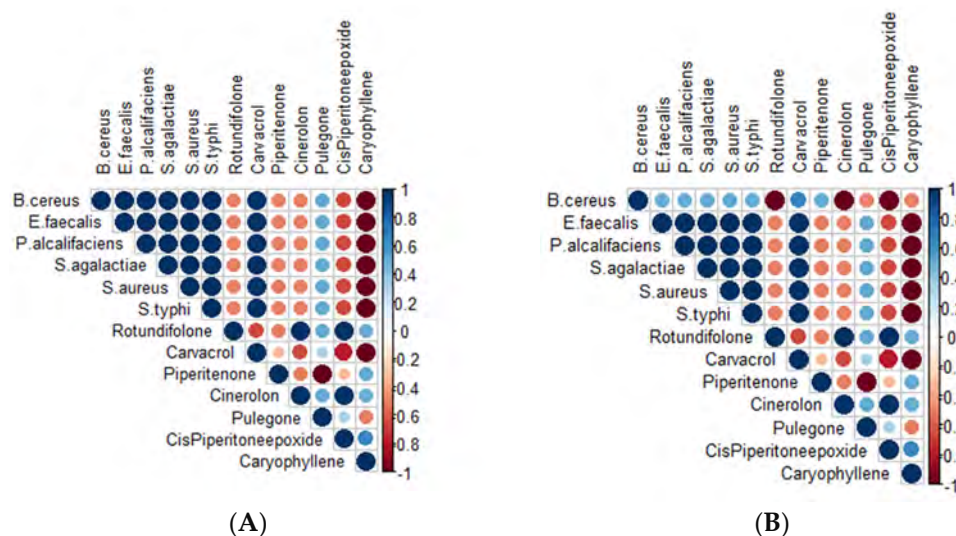 B.cereus
E.faecalis
P.alcalifaciens
S.agalactiae
S.aureus
S.typhi
Rotundifolone
Carvacrol
Piperitenone
Cinerolon
Pulegone
CisPiperitoneepoxide
Caryophyllene
B.cereus
E.faecalis
P.alcalifaciens
S.agalactiae
S.aureus
S.typhi
Rotundifolone
Carvacrol
Piperitenone
Cinerolon
Pulegone
CisPiperitoneepoxide
Caryophyllene
1
0.8
0.6
0.4
0.2
0
-0.2
-0.4
-0.6
-0.8
-1
(A)
B.cereus
E.faecalis
P.alcalifaciens
S.agalactiae
S.aureus
S.typhi
Rotundifolone
Carvacrol
Piperitenone
Cinerolon
Pulegone
CisPiperitoneepoxide
Caryophyllene
B.cereus
E.faecalis
P.alcalifaciens
S.agalactiae
S.aureus
S.typhi
Rotundifolone
Carvacrol
Piperitenone
Cinerolon
Pulegone
CisPiperitoneepoxide
Caryophyllene
1
-1
(B)